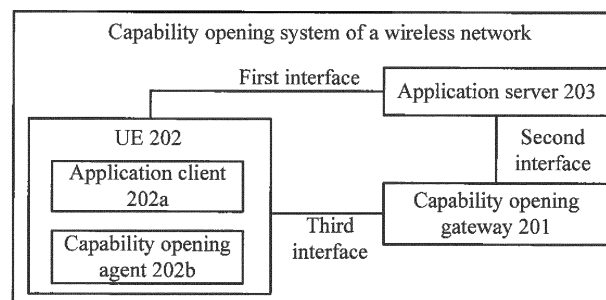 Capability opening system of a wireless network
First interface
Application server 203
UE 202
Second
interface
Application client
202a
Capability opening
gateway 201
Third
interface
Capability opening
agent 202b